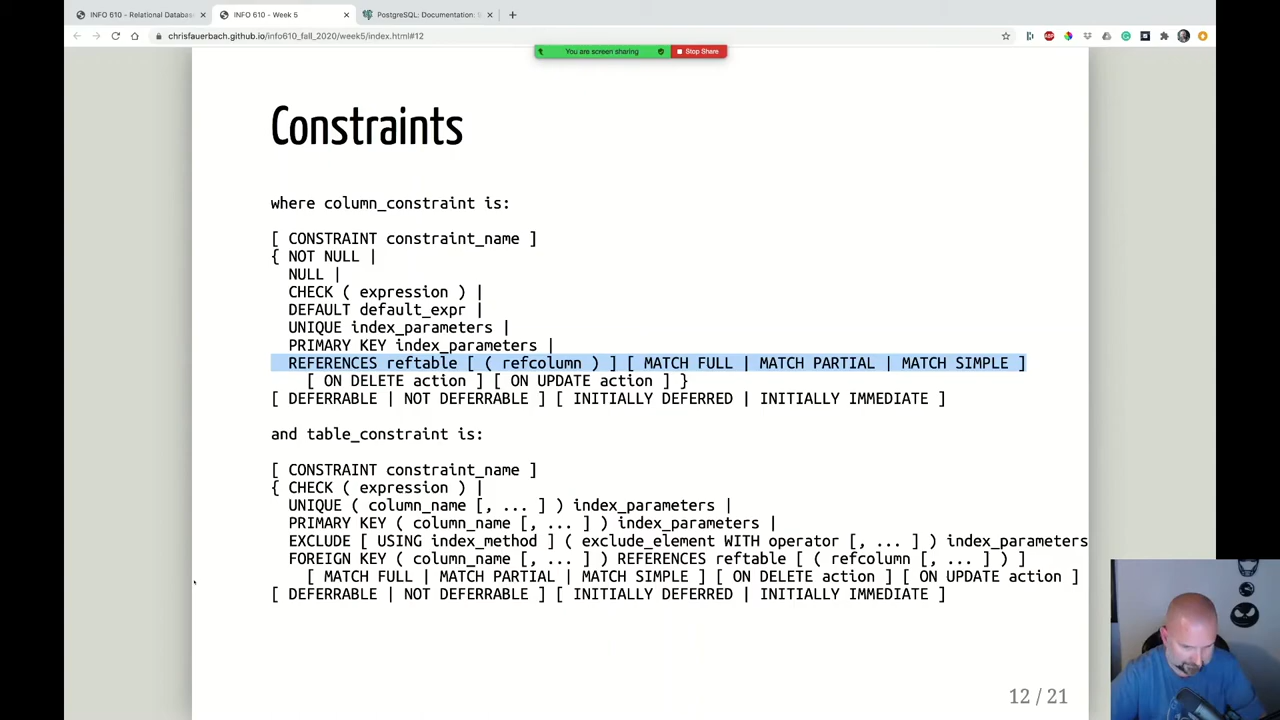 INFO 610 - Relational Databas
INFO 610 - Week 5
PostgreSQL: Documentation: 1
chrisfauerbach.github.io/info610_fall_2020/week5/index.html#12
You are screen sharing
Stop Share
Constraints
where column_constraint is:
[ CONSTRAINT constraint_name ]
{ NOT NULL |
NULL |
CHECK ( expression ) |
DEFAULT default_expr |
UNIQUE index_parameters |
PRIMARY KEY index_parameters |
REFERENCES reftable [ ( refcolumn ) ] [ MATCH FULL | MATCH PARTIAL | MATCH SIMPLE ]
[ ON DELETE action ] [ ON UPDATE action ] }
[ DEFERRABLE | NOT DEFERRABLE ] [ INITIALLY DEFERRED | INITIALLY IMMEDIATE ]
and table_constraint is:
[ CONSTRAINT constraint_name ]
{ CHECK ( expression ) |
UNIQUE ( column_name [, ... ] ) index_parameters |
PRIMARY KEY ( column_name [, ... ] ) index_parameters |
EXCLUDE [ USING index_method ] ( exclude_element WITH operator [, ... ] ) index_parameters
FOREIGN KEY ( column_name [, ... ] ) REFERENCES reftable [ ( refcolumn [, ... ] ) ]
[ MATCH FULL | MATCH PARTIAL | MATCH SIMPLE ] [ ON DELETE action ] [ ON UPDATE action ]
[ DEFERRABLE | NOT DEFERRABLE ] [ INITIALLY DEFERRED | INITIALLY IMMEDIATE ]
12 / 21